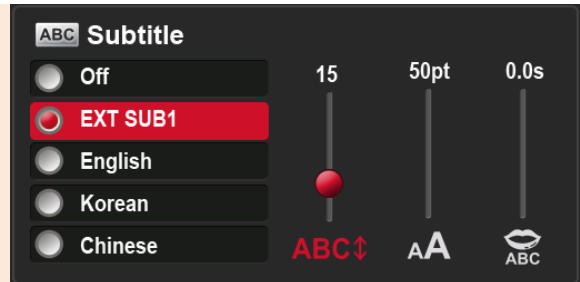 ABC Subtitle
Off
EXT SUB1
English
Korean
Chinese
15 50pt 0.0s
ABC↕ AA ABC